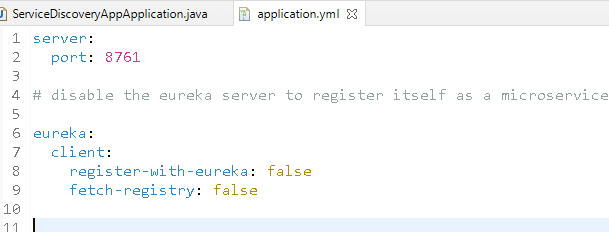 ServiceDiscoveryAppApplication.java application.yml
1 server:
2 port: 8761
3
4 # disable the eureka server to register itself as a microservice
5
6 eureka:
7 client:
8 register-with-eureka: false
9 fetch-registry: false
10
11